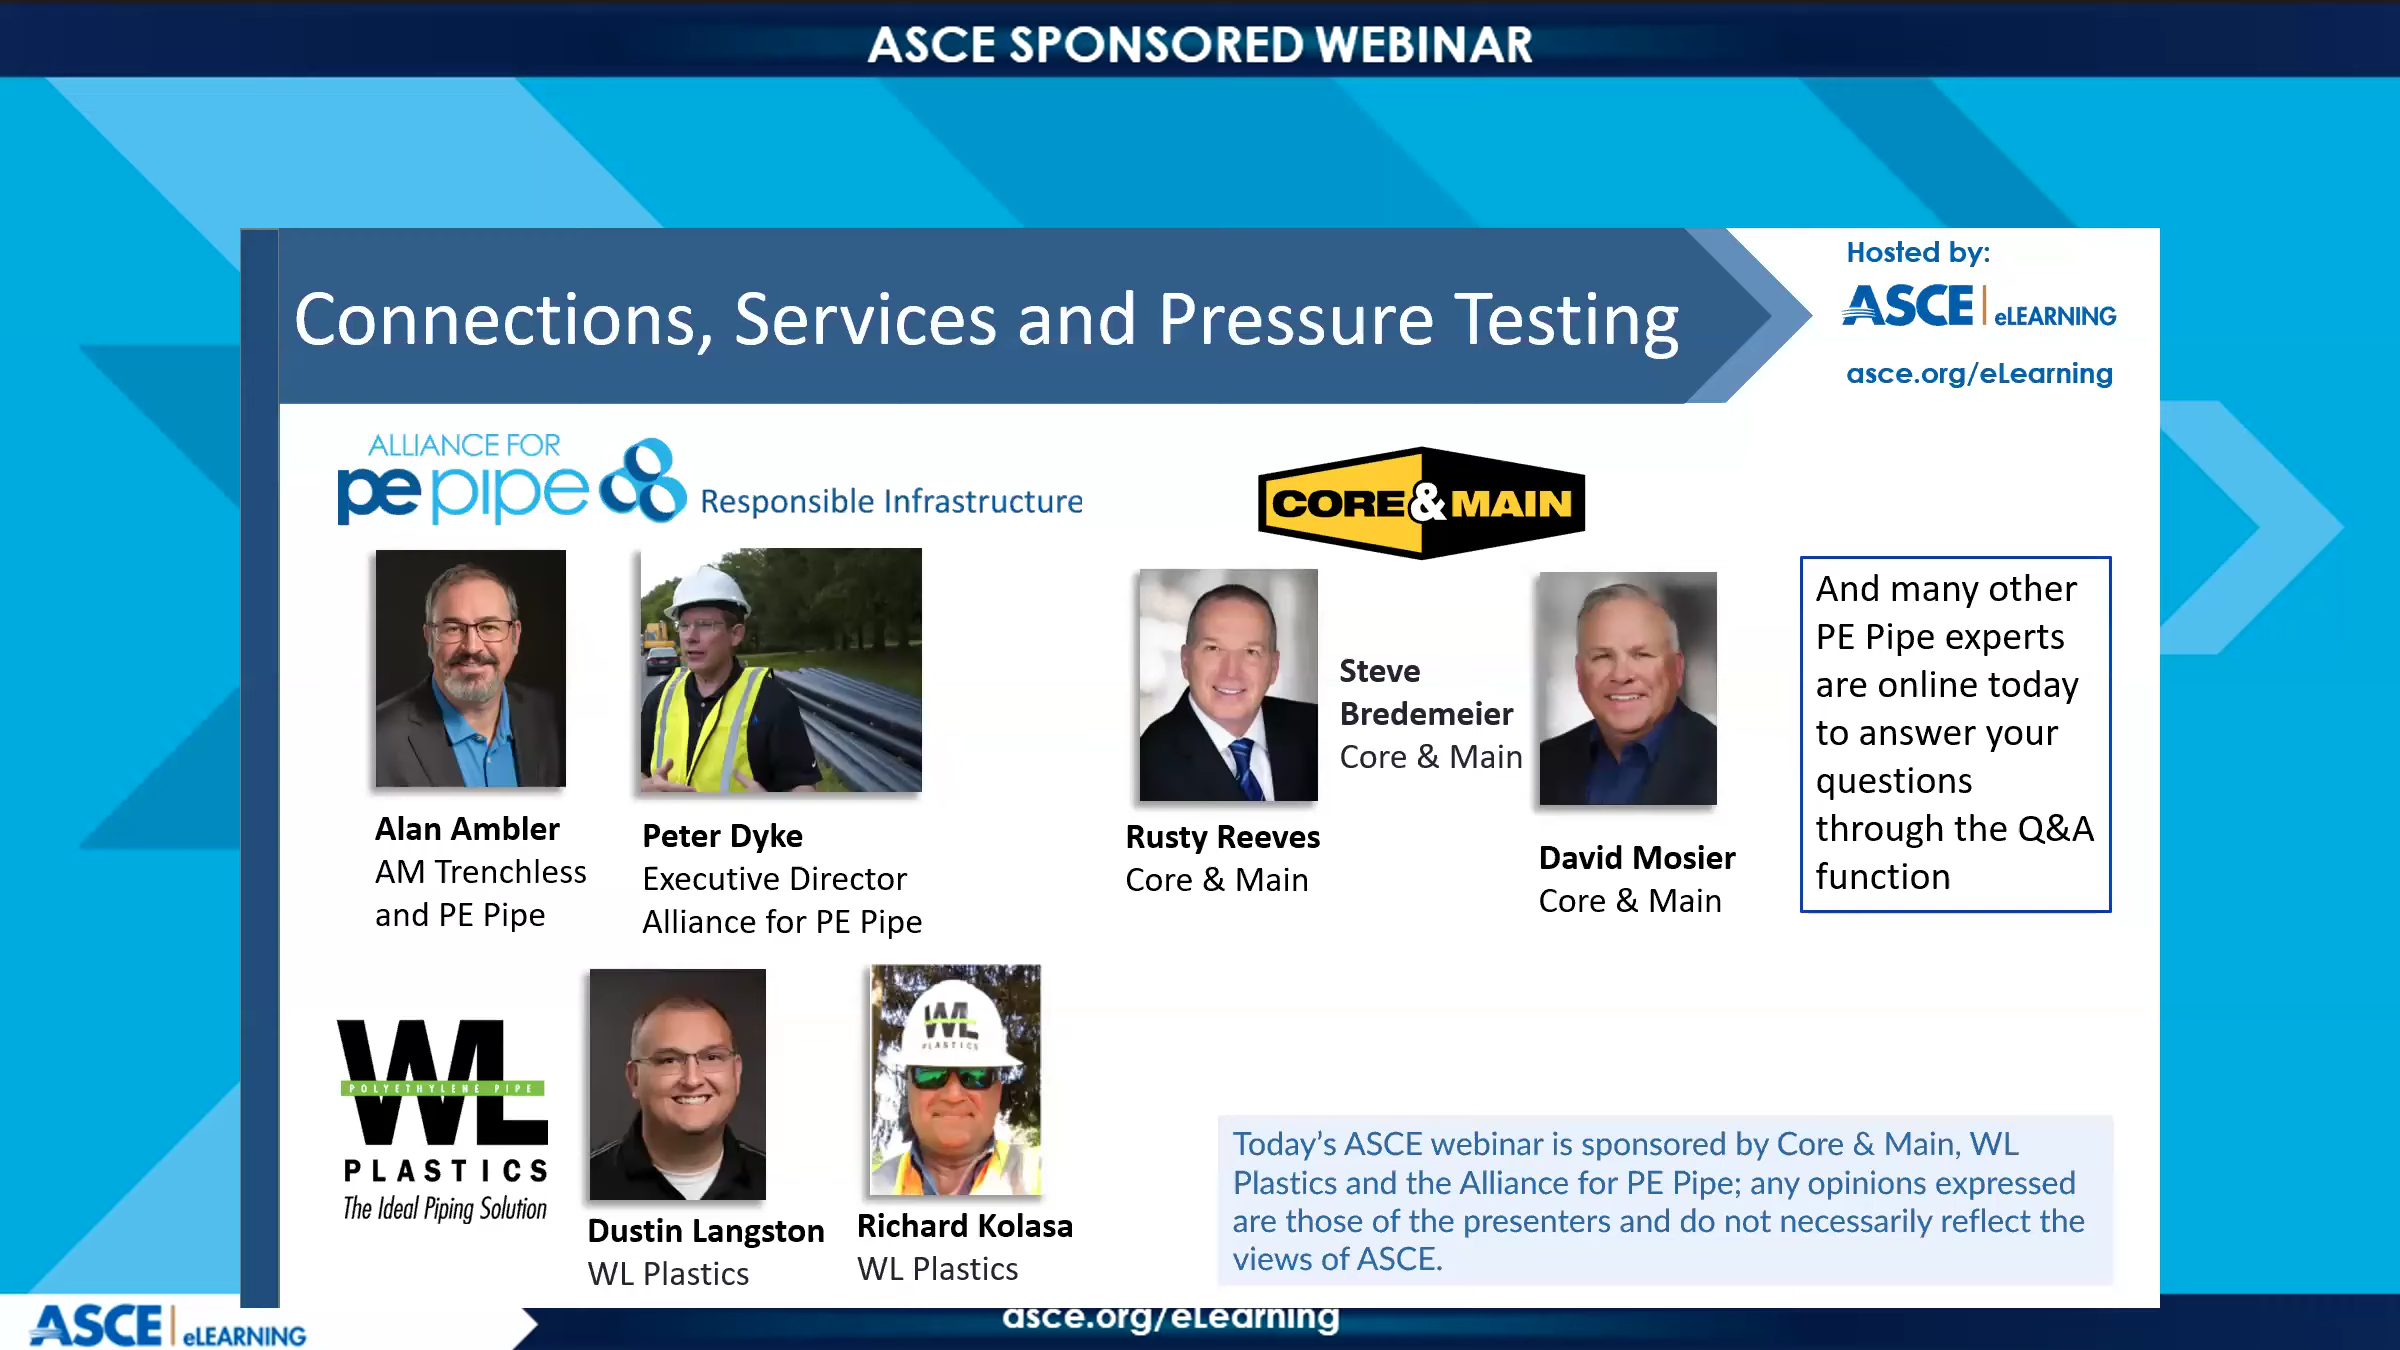 ASCE SPONSORED WEBINAR
Connections, Services and Pressure Testing
Hosted by:
ASCE eLEARNING
asce.org/eLearning
ALLIANCE FOR
pe pipe Responsible Infrastructure
CORE & MAIN
Alan Ambler
AM Trenchless
and PE Pipe
Peter Dyke
Executive Director
Alliance for PE Pipe
Rusty Reeves
Core & Main
Steve
Bredemeier
Core & Main
David Mosier
Core & Main
And many other
PE Pipe experts
are online today
to answer your
questions
through the Q&A
function
WL
POLYETHYLENE PIPE
PLASTICS
The Ideal Piping Solution
Dustin Langston
WL Plastics
WL
PLASTICS
Richard Kolasa
WL Plastics
Today's ASCE webinar is sponsored by Core & Main, WL
Plastics and the Alliance for PE Pipe; any opinions expressed
are those of the presenters and do not necessarily reflect the
views of ASCE.
ASCE eLEARNING
asce.org/eLearning